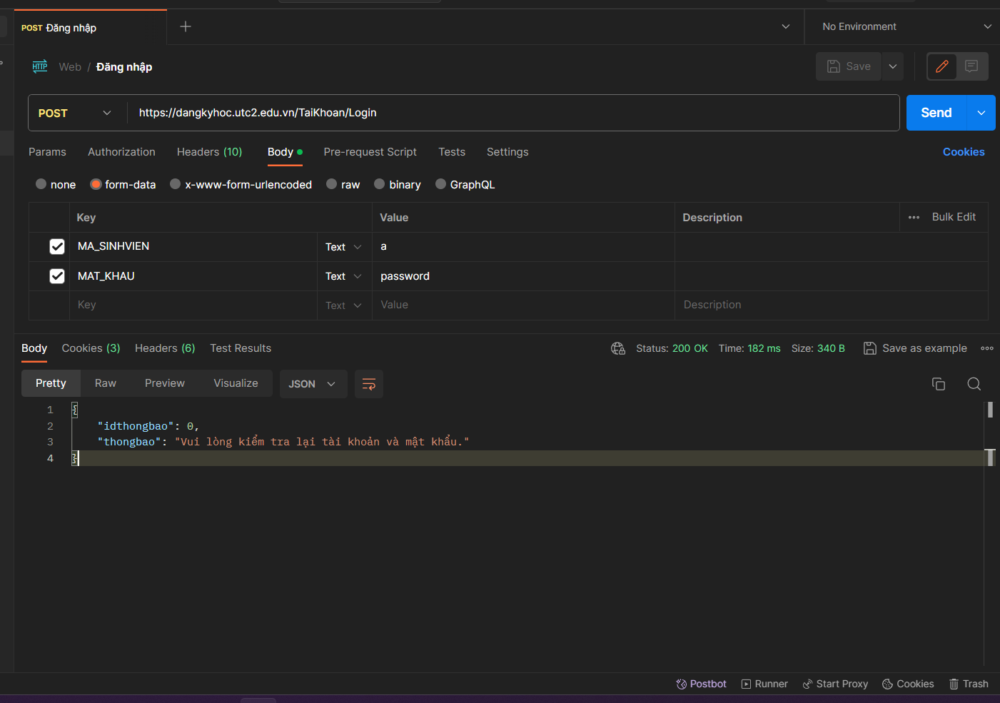 POST Đăng nhập
No Environment
HTTP Web / Đăng nhập
Save
POST https://dangkyhoc.utc2.edu.vn/TaiKhoan/Login
Send
Params Authorization Headers (10) Body Pre-request Script Tests Settings Cookies
none form-data x-www-form-urlencoded raw binary GraphQL
Key Value Description Bulk Edit
MA_SINHVIEN Text a
MAT_KHAU Text password
Key Text Value Description
Body Cookies (3) Headers (6) Test Results Status: 200 OK Time: 182 ms Size: 340 B Save as example
Pretty Raw Preview Visualize JSON
1 {
2 "idthongbao": 0,
3 "thongbao": "Vui lòng kiểm tra lại tài khoản và mật khẩu."
4 }
Postbot Runner Start Proxy Cookies Trash